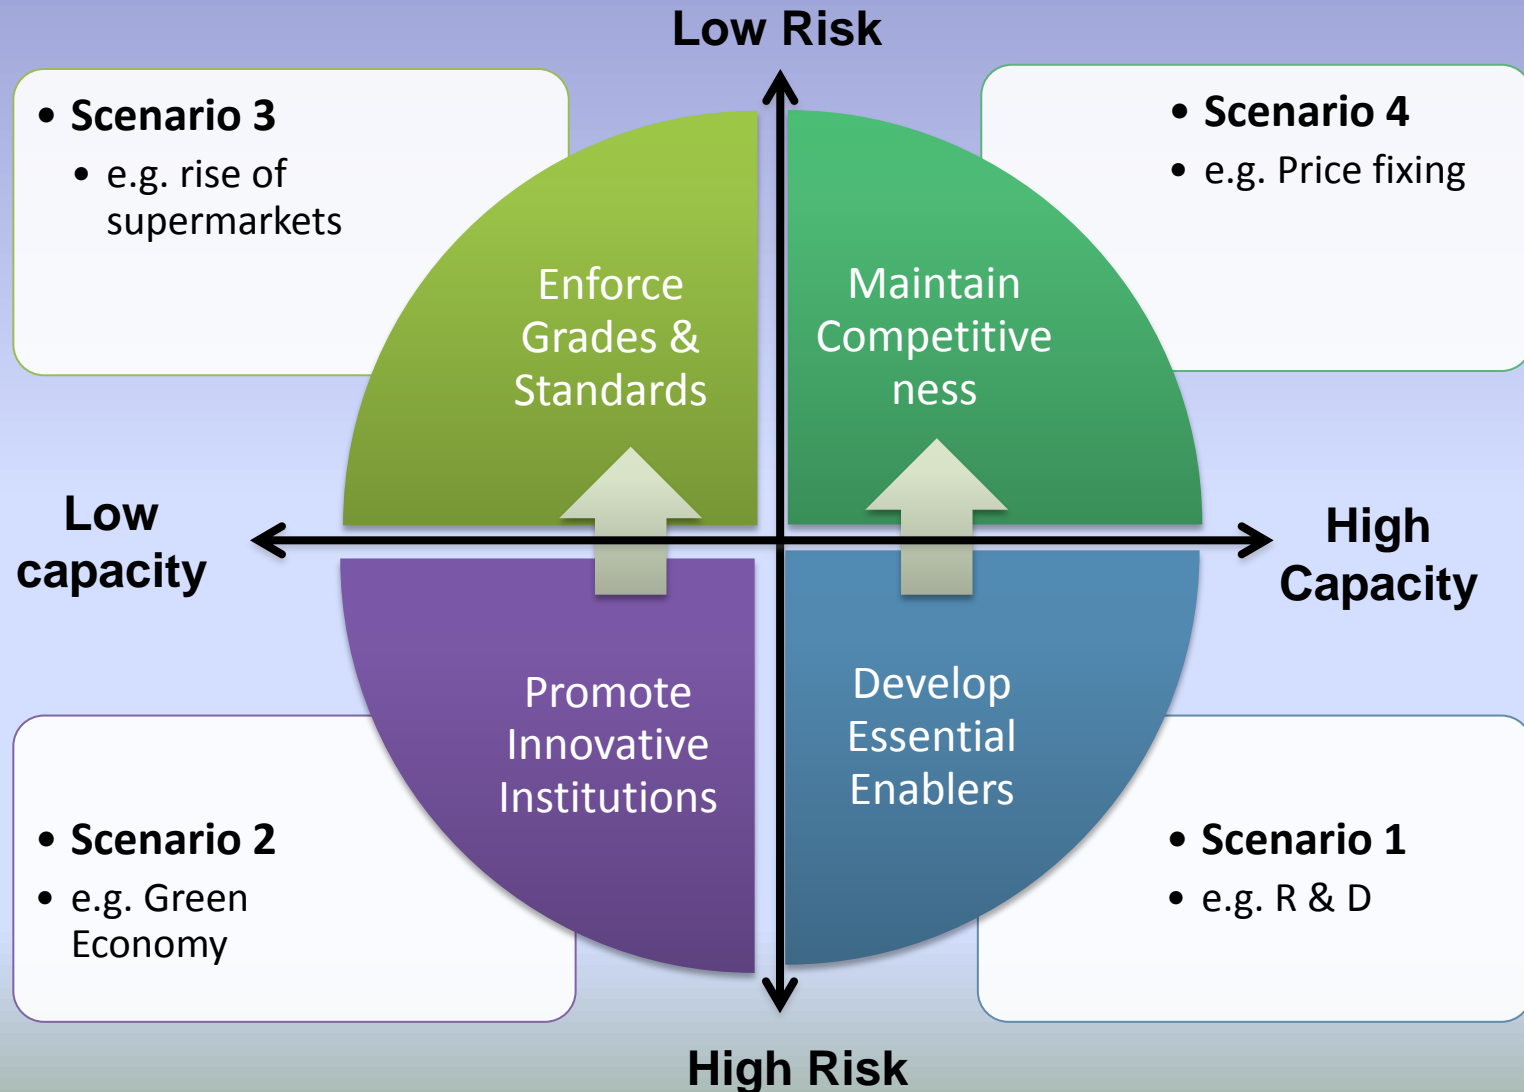 Low Risk
• Scenario 3
• e.g. rise of
supermarkets
• Scenario 4
• e.g. Price fixing
Enforce
Grades &
Standards
Maintain
Competitive
ness
Low
capacity
High
Capacity
Promote
Innovative
Institutions
Develop
Essential
Enablers
• Scenario 2
• e.g. Green
Economy
• Scenario 1
• e.g. R & D
High Risk